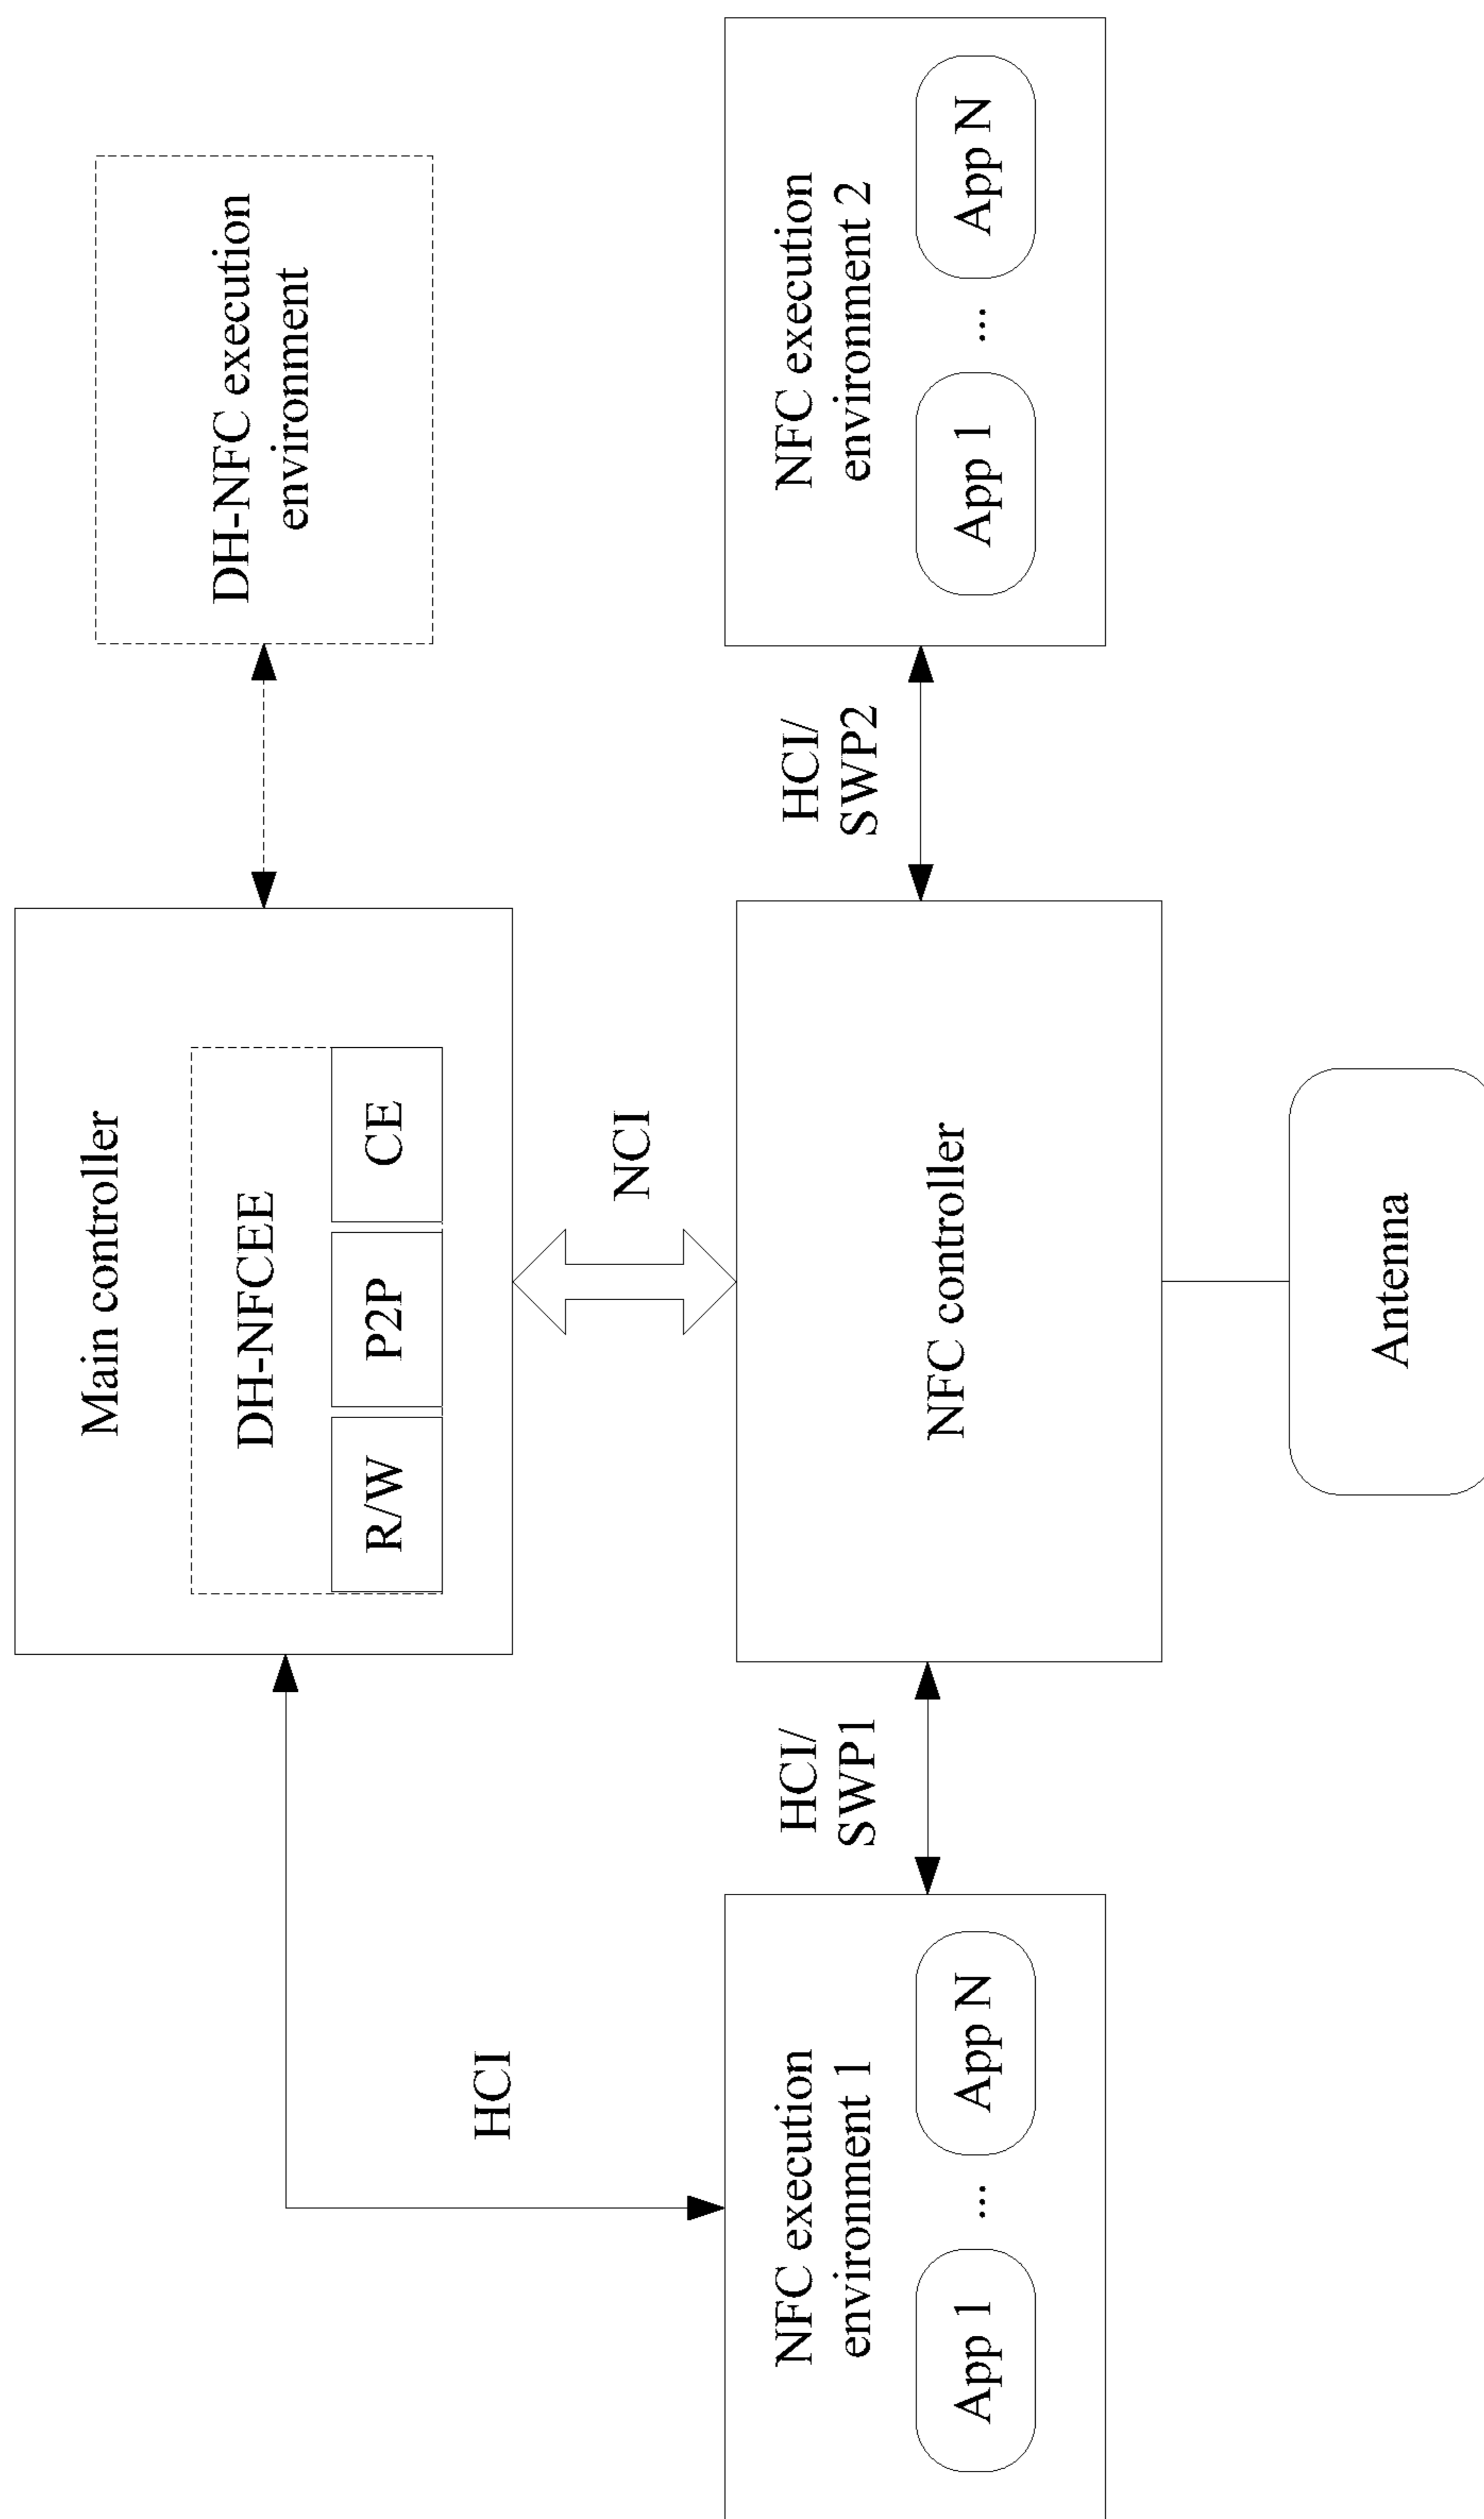 Main controller
DH-NFCEE
R/W
P2P
CE
DH-NFC execution
environment
HCI
NCI
NFC execution
environment 1
App 1
...
App N
HCI/
SWP1
NFC controller
HCI/
SWP2
NFC execution
environment 2
App 1
...
App N
Antenna